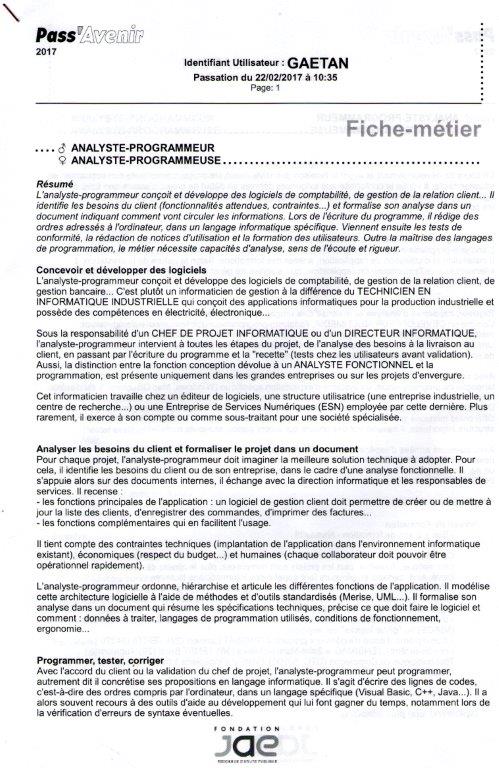 Pass'Avenir
2017
Identifiant Utilisateur : GAETAN
Passation du 22/02/2017 à 10:35
Page: 1
Fiche-métier
.... ♂ ANALYSTE-PROGRAMMEUR
♀ ANALYSTE-PROGRAMMEUSE................................................
Résumé
L'analyste-programmeur conçoit et développe des logiciels de comptabilité, de gestion de la relation client... Il
identifie les besoins du client (fonctionnalités attendues, contraintes...) et formalise son analyse dans un
document indiquant comment vont circuler les informations. Lors de l'écriture du programme, il rédige des
ordres adressés à l'ordinateur, dans un langage informatique spécifique. Viennent ensuite les tests de
conformité, la rédaction de notices d'utilisation et la formation des utilisateurs. Outre la maîtrise des langages
de programmation, le métier nécessite capacités d'analyse, sens de l'écoute et rigueur.
Concevoir et développer des logiciels
L'analyste-programmeur conçoit et développe des logiciels de comptabilité, de gestion de la relation client, de
gestion bancaire... C'est plutôt un informaticien de gestion à la différence du TECHNICIEN EN
INFORMATIQUE INDUSTRIELLE qui conçoit des applications informatiques pour la production industrielle et
possède des compétences en électricité, électronique...
Sous la responsabilité d'un CHEF DE PROJET INFORMATIQUE ou d'un DIRECTEUR INFORMATIQUE,
l'analyste-programmeur intervient à toutes les étapes du projet, de l'analyse des besoins à la livraison au
client, en passant par l'écriture du programme et la "recette" (tests chez les utilisateurs avant validation).
Aussi, la distinction entre la fonction conception dévolue à un ANALYSTE FONCTIONNEL et la
programmation, est présente uniquement dans les grandes entreprises ou sur les projets d'envergure.
Cet informaticien travaille chez un éditeur de logiciels, une structure utilisatrice (une entreprise industrielle, un
centre de recherche...) ou une Entreprise de Services Numériques (ESN) employée par cette dernière. Plus
rarement, il exerce à son compte ou comme sous-traitant pour une société spécialisée.
Analyser les besoins du client et formaliser le projet dans un document
Pour chaque projet, l'analyste-programmeur doit imaginer la meilleure solution technique à adopter. Pour
cela, il identifie les besoins du client ou de son entreprise, dans le cadre d'une analyse fonctionnelle. Il
s'appuie alors sur des documents internes, il échange avec la direction informatique et les responsables de
services. Il recense :
- les fonctions principales de l'application : un logiciel de gestion client doit permettre de créer ou de mettre à
jour la liste des clients, d'enregistrer des commandes, d'imprimer des factures...
- les fonctions complémentaires qui en facilitent l'usage.
Il tient compte des contraintes techniques (implantation de l'application dans l'environnement informatique
existant), économiques (respect du budget...) et humaines (chaque collaborateur doit pouvoir être
opérationnel rapidement).
L'analyste-programmeur ordonne, hiérarchise et articule les différentes fonctions de l'application. Il modélise
cette architecture logicielle à l'aide de méthodes et d'outils standardisés (Merise, UML...). Il formalise son
analyse dans un document qui résume les spécifications techniques, précise ce que doit faire le logiciel et
comment : données à traiter, langages de programmation utilisés, conditions de fonctionnement,
ergonomie...
Programmer, tester, corriger
Avec l'accord du client ou la validation du chef de projet, l'analyste-programmeur peut programmer,
autrement dit il concrétise ses propositions en langage informatique. Il s'agit d'écrire des lignes de codes,
c'est-à-dire des ordres compris par l'ordinateur, dans un langage spécifique (Visual Basic, C++, Java...). Il a
alors souvent recours à des outils d'aide au développement qui lui font gagner du temps, notamment lors de
la vérification d'erreurs de syntaxe éventuelles.
FONDATION
JAE